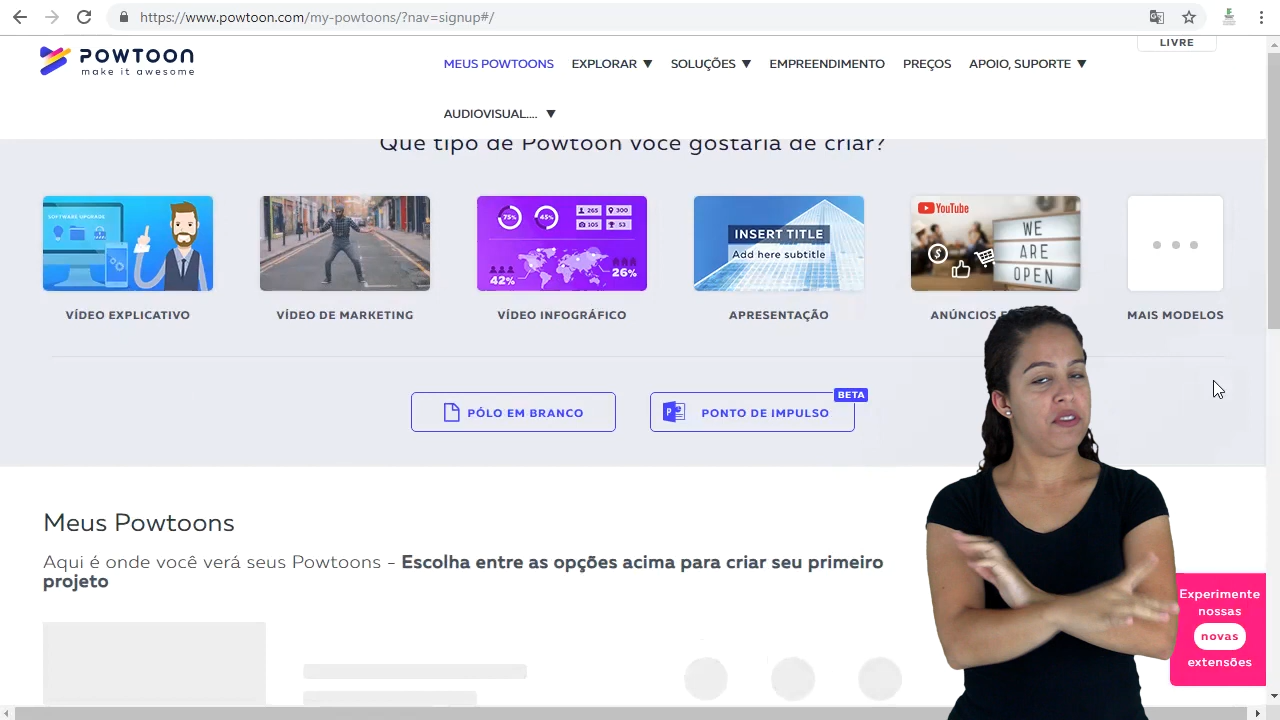 https://www.powtoon.com/my-powtoons/?nav=signup#/
POWTOON
make it awesome
LIVRE
MEUS POWTOONS EXPLORAR ▼ SOLUÇÕES ▼ EMPREENDIMENTO PREÇOS APOIO, SUPORTE ▼
AUDIOVISUAL.... ▼
Que tipo de Powtoon você gostaria de criar?
SOFTWARE UPGRADE
75% 45% 265 300
105 53
42% 26%
INSERT TITLE
Add here subtitle
YouTube
WE
ARE
OPEN
VÍDEO EXPLICATIVO VÍDEO DE MARKETING VÍDEO INFOGRÁFICO APRESENTAÇÃO ANÚNCIOS MAIS MODELOS
PÓLO EM BRANCO PONTO DE IMPULSO BETA
Meus Powtoons
Aqui é onde você verá seus Powtoons - Escolha entre as opções acima para criar seu primeiro
projeto
Experimente
nossas
novas
extensões